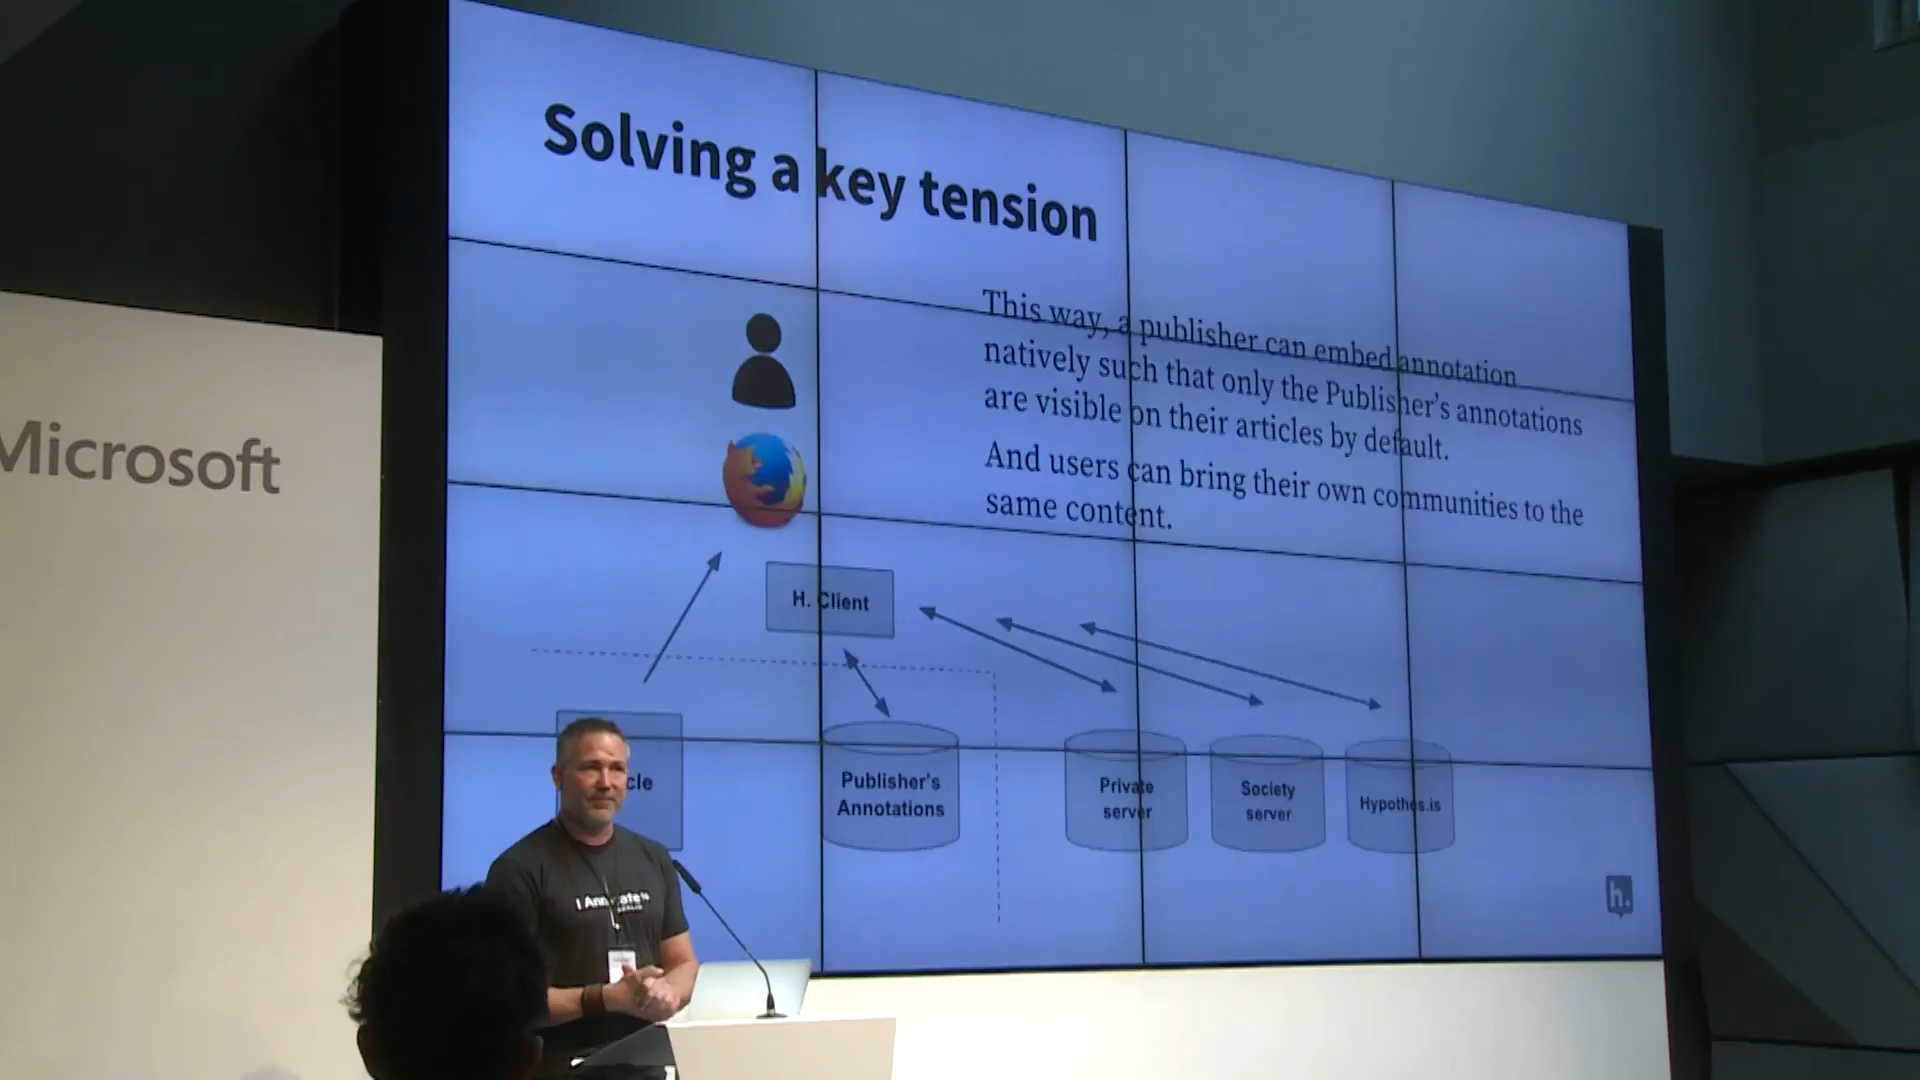 Solving a key tension
This way, a publisher can embed annotation
natively such that only the Publisher's annotations
are visible on their articles by default.
And users can bring their own communities to the
same content.
Microsoft
H. Client
cle
Publisher's
Annotations
Private
server
Society
server
Hypothes.is
h.